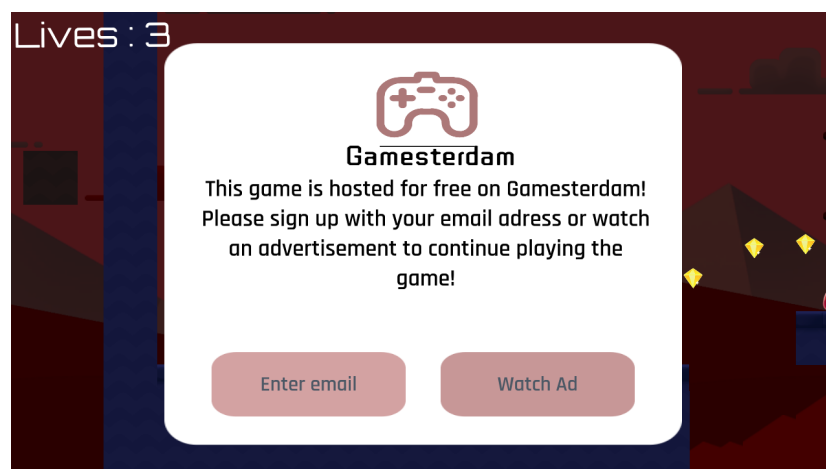 Lives : 3
Gamesterdam
This game is hosted for free on Gamesterdam!
Please sign up with your email adress or watch
an advertisement to continue playing the
game!
Enter email
Watch Ad